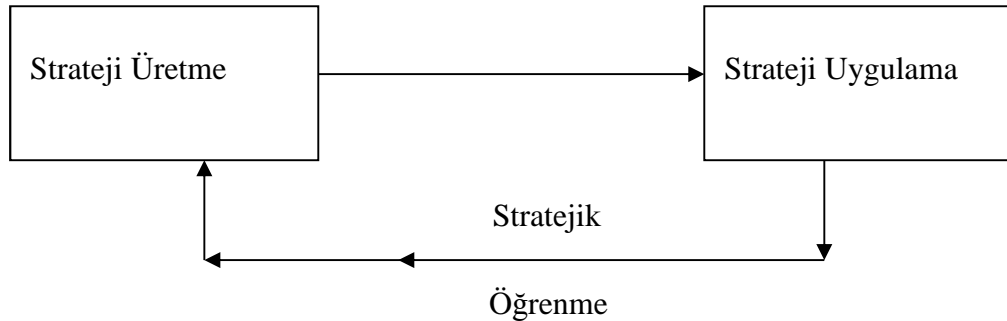 Strateji Üretme
Strateji Uygulama
Stratejik
Öğrenme